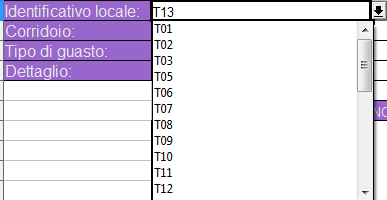 Identificativo locale: T13
Corridoio:
Tipo di guasto:
Dettaglio:
T01
T02
T03
T05
T06
T07
T08
T09
T10
T11
T12
NO